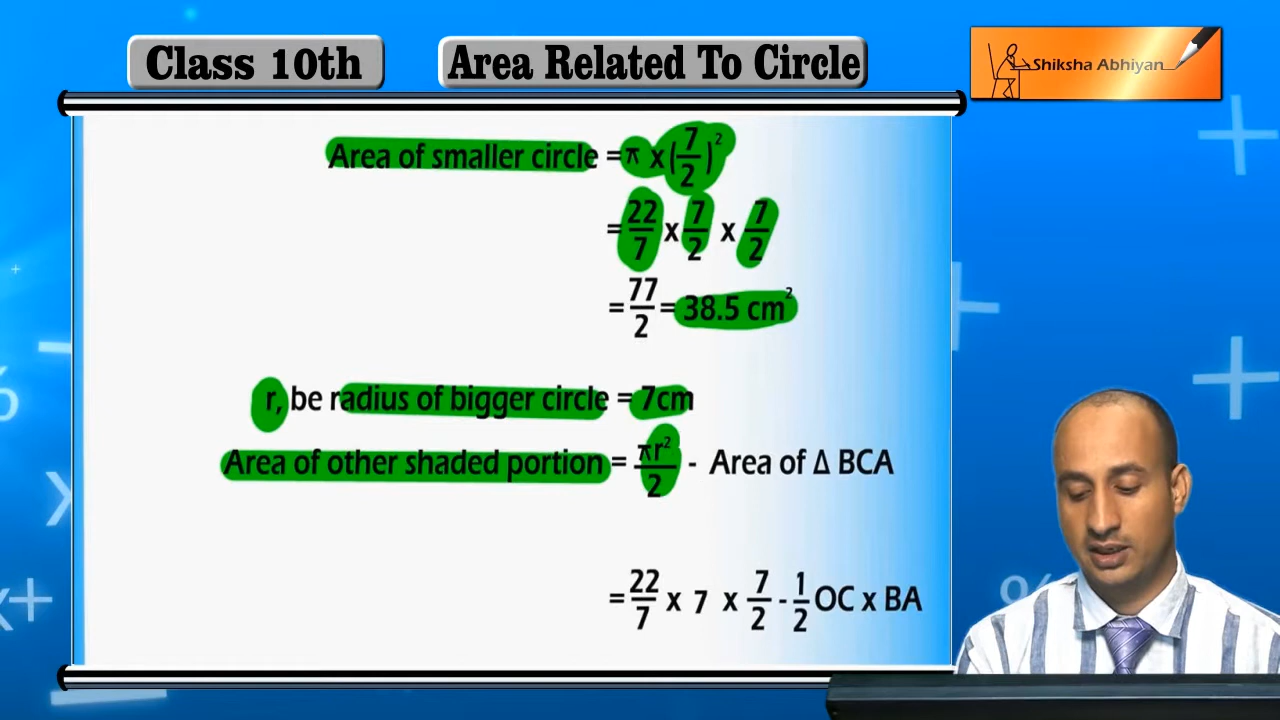 Class 10th
Area Related To Circle
Shiksha Abhiyan
Area of smaller circle = π x (7/2)²
= 22/7 x 7/2 x 7/2
= 77/2 = 38.5 cm²
r, be radius of bigger circle = 7cm
Area of other shaded portion = πr²/2 - Area of Δ BCA
= 22/7 x 7 x 7/2 - 1/2 OC x BA